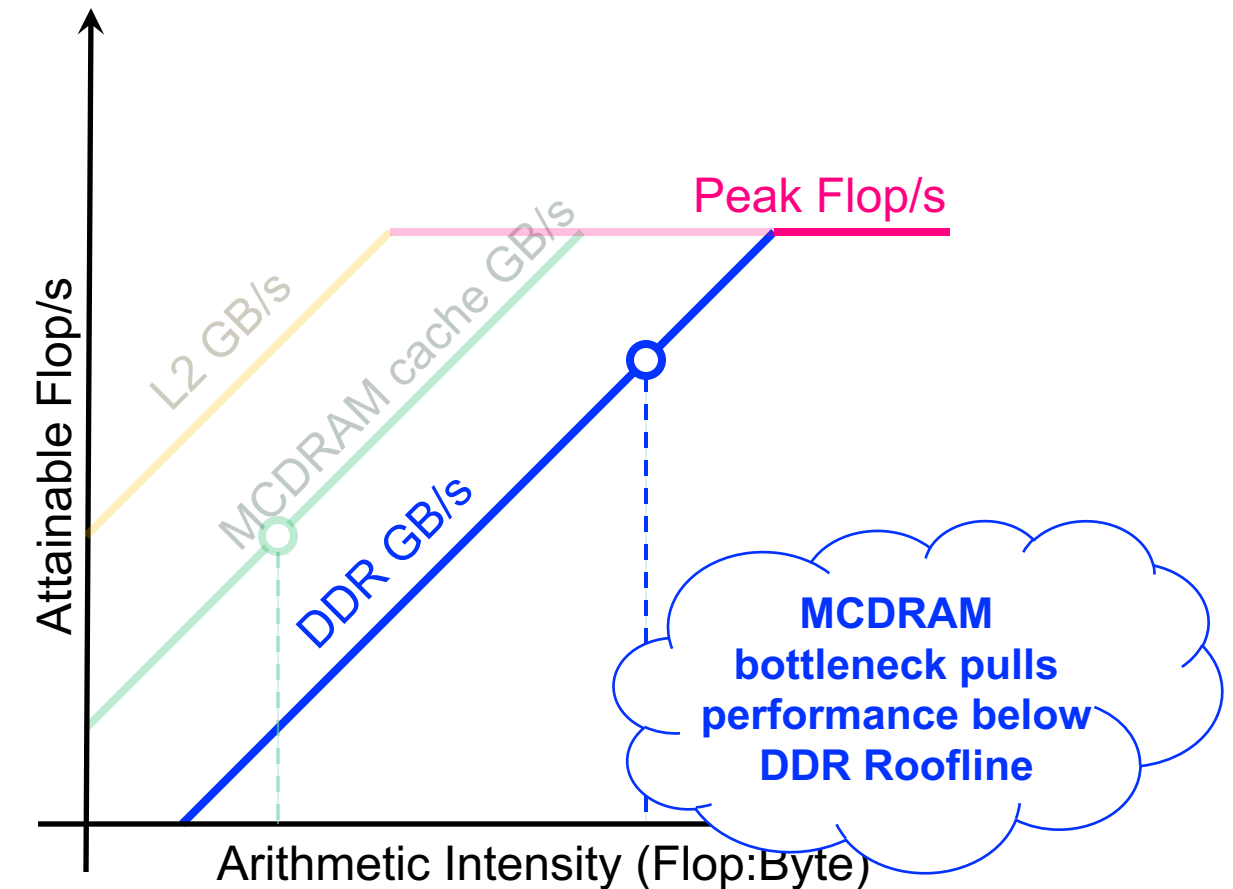 Peak Flop/s
L2 GB/s
MCDRAM cache GB/s
DDR GB/s
Attainable Flop/s
MCDRAM
bottleneck pulls
performance below
DDR Roofline
Arithmetic Intensity (Flop:Byte)